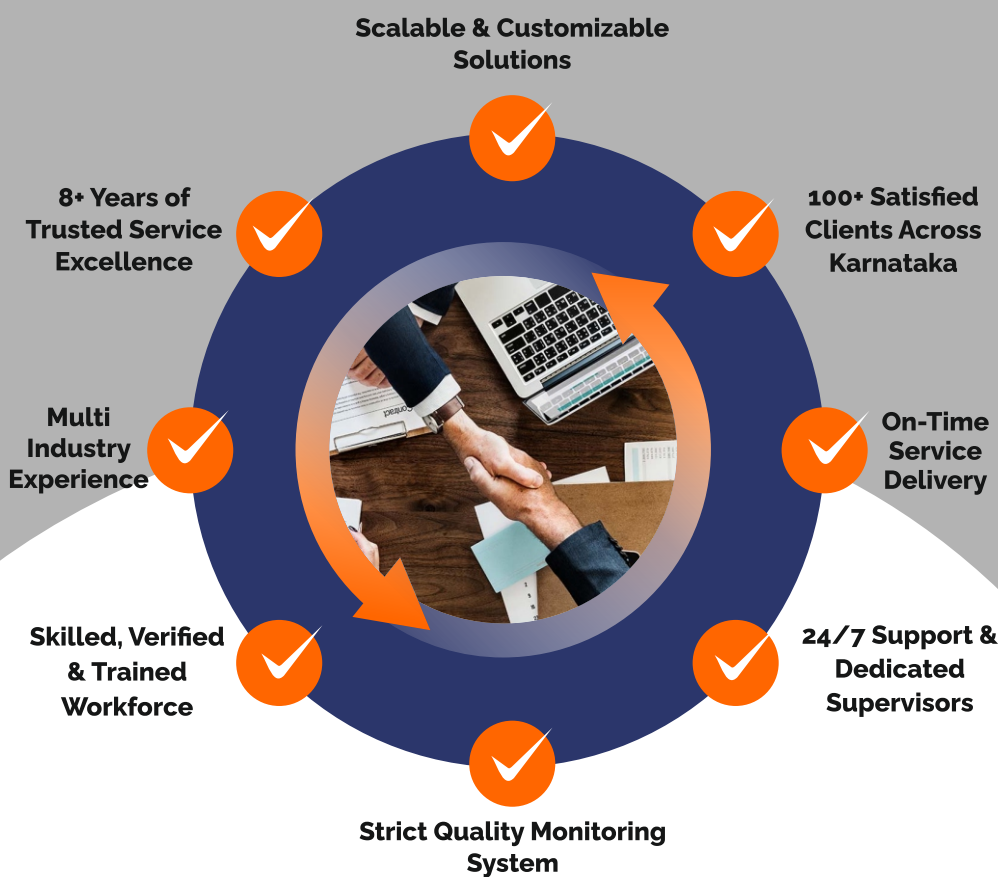 Scalable & Customizable
Solutions
8+ Years of
Trusted Service
Excellence
100+ Satisfied
Clients Across
Karnataka
Multi
Industry
Experience
On-Time
Service
Delivery
Contract
Skilled, Verified
& Trained
Workforce
24/7 Support &
Dedicated
Supervisors
Strict Quality Monitoring
System